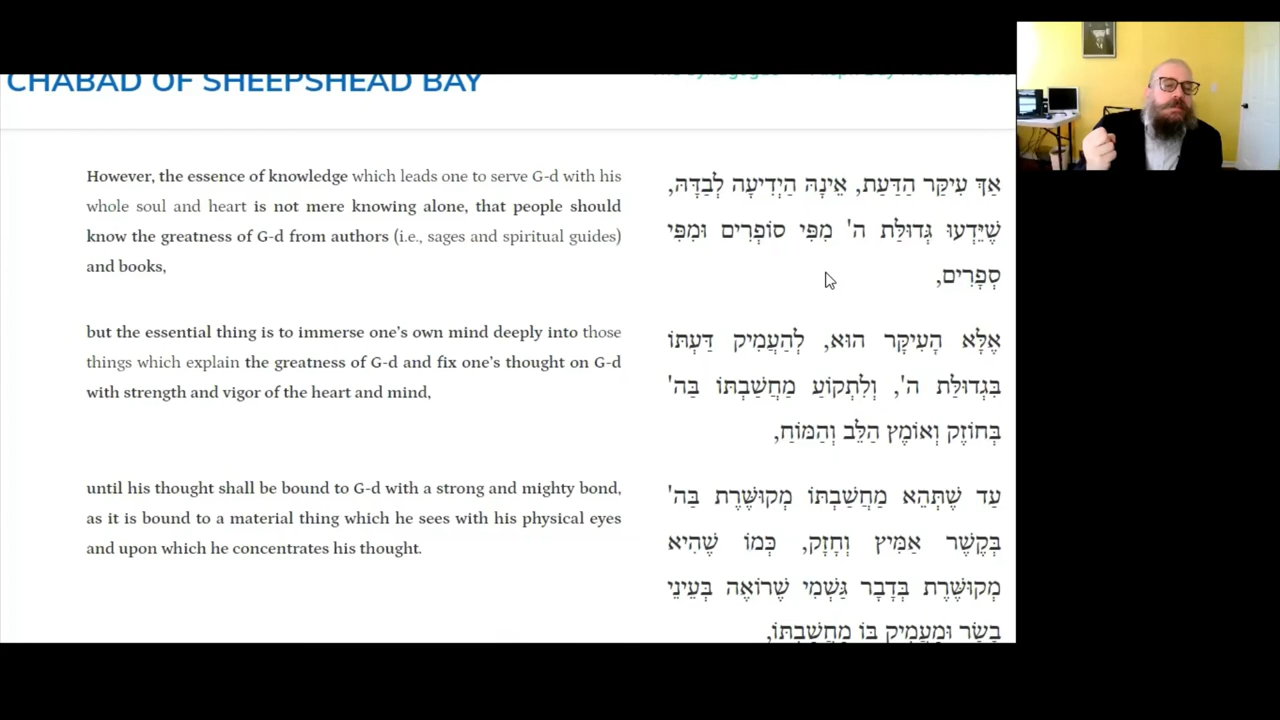 CHABAD OF SHEEPSHEAD BAY
However, the essence of knowledge which leads one to serve G-d with his
whole soul and heart is not mere knowing alone, that people should
know the greatness of G-d from authors (i.e., sages and spiritual guides)
and books,
אַךְ עִיקַּר הַדַּעַת, אֵינָהּ הַיְדִיעָה לְבַדָּהּ,
שֶׁיֵּדְעוּ גְּדוּלַּת ה' מִפִּי סוֹפְרִים וּמִפִּי
סְפָרִים,
but the essential thing is to immerse one's own mind deeply into those
things which explain the greatness of G-d and fix one's thought on G-d
with strength and vigor of the heart and mind,
אֶלָּא הָעִיקָּר הוּא, לְהַעֲמִיק דַּעְתּוֹ
בִּגְדוּלַּת ה', וְלִתְקוֹעַ מַחֲשַׁבְתּוֹ בַּה'
בְּחוֹזֶק וְאוֹמֶץ הַלֵּב וְהַמּוֹחַ,
until his thought shall be bound to G-d with a strong and mighty bond,
as it is bound to a material thing which he sees with his physical eyes
and upon which he concentrates his thought.
עַד שֶׁתְּהֵא מַחֲשַׁבְתּוֹ מְקוּשֶּׁרֶת בַּה'
בְּקֶשֶׁר אַמִּיץ וְחָזָק, כְּמוֹ שֶׁהִיא
מְקוּשֶּׁרֶת בְּדָבָר גַּשְׁמִי שֶׁרוֹאֶה בְּעֵינֵי
בָשָׂר וּמַעֲמִיק בּוֹ מַחֲשַׁבְתּוֹ,